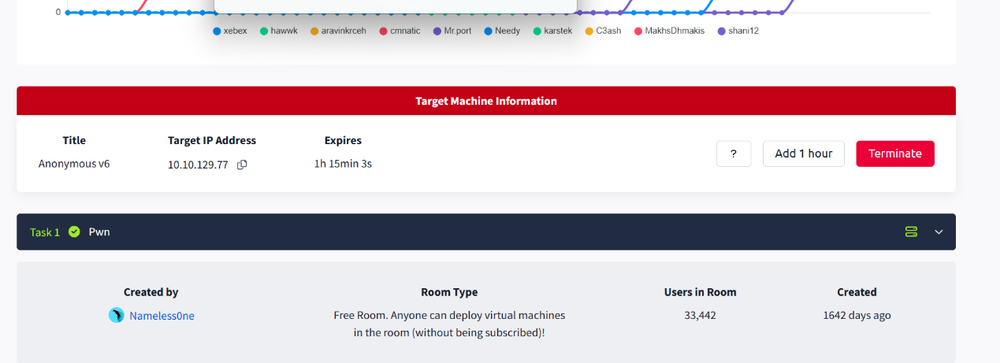 0
xebex hawwk aravinkrceh cmnatic Mr.port Needy karstek C3ash MakhsDhmakis shani12
Target Machine Information
Title Target IP Address Expires
Anonymous v6 10.10.129.77 1h 15min 3s ? Add 1 hour Terminate
Task 1 Pwn
Created by Room Type Users in Room Created
Nameless0ne Free Room. Anyone can deploy virtual machines 33,442 1642 days ago
in the room (without being subscribed)!